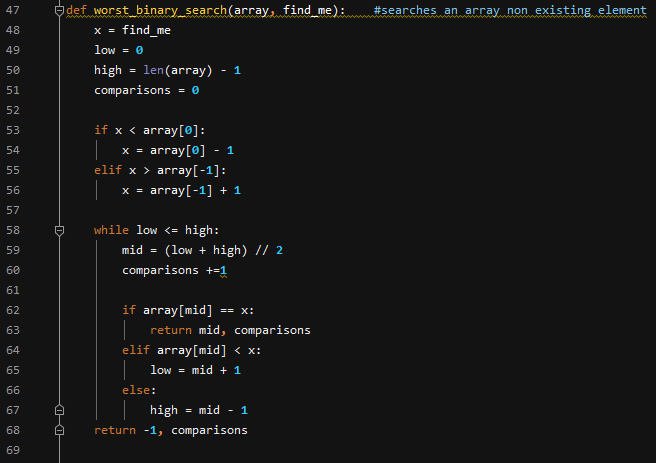 47 def worst_binary_search(array, find_me):    #searches an array non existing element
48     x = find_me
49     low = 0
50     high = len(array) - 1
51     comparisons = 0
52
53     if x < array[0]:
54         x = array[0] - 1
55     elif x > array[-1]:
56         x = array[-1] + 1
57
58     while low <= high:
59         mid = (low + high) // 2
60         comparisons +=1
61
62         if array[mid] == x:
63             return mid, comparisons
64         elif array[mid] < x:
65             low = mid + 1
66         else:
67             high = mid - 1
68     return -1, comparisons
69